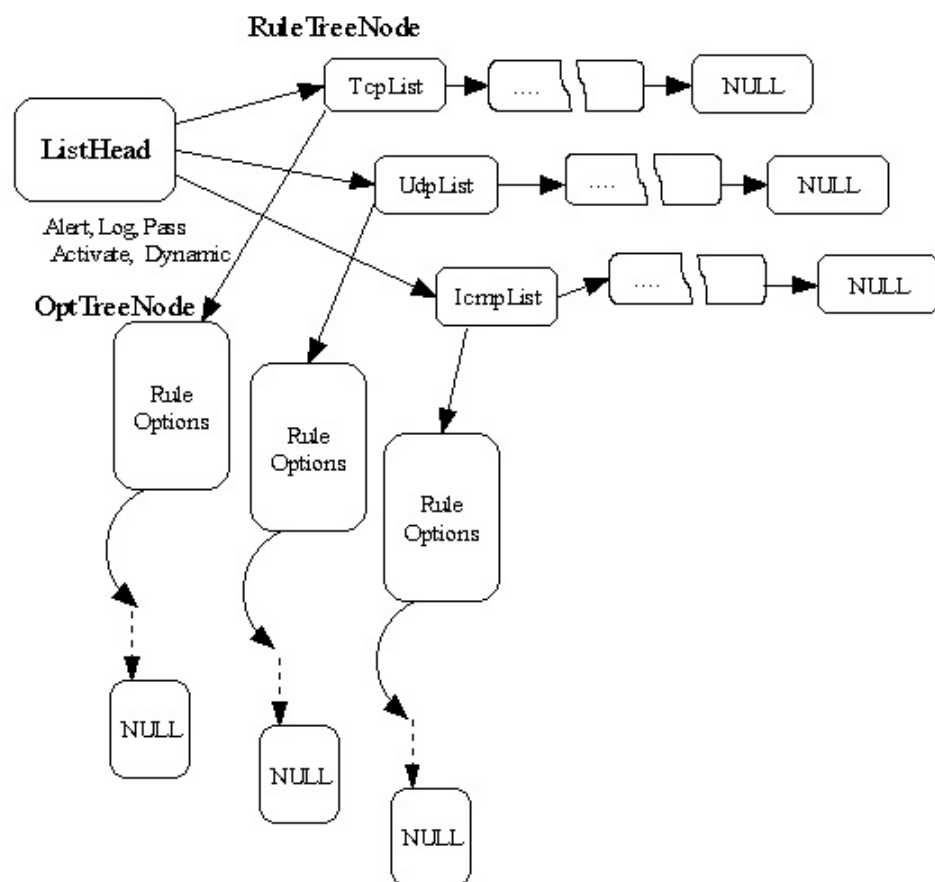 RuleTreeNode
TcpList
....
NULL
ListHead
UdpList
....
NULL
Alert, Log, Pass
Activate, Dynamic
IcmpList
....
NULL
OptTreeNode
Rule
Options
Rule
Options
Rule
Options
NULL
NULL
NULL